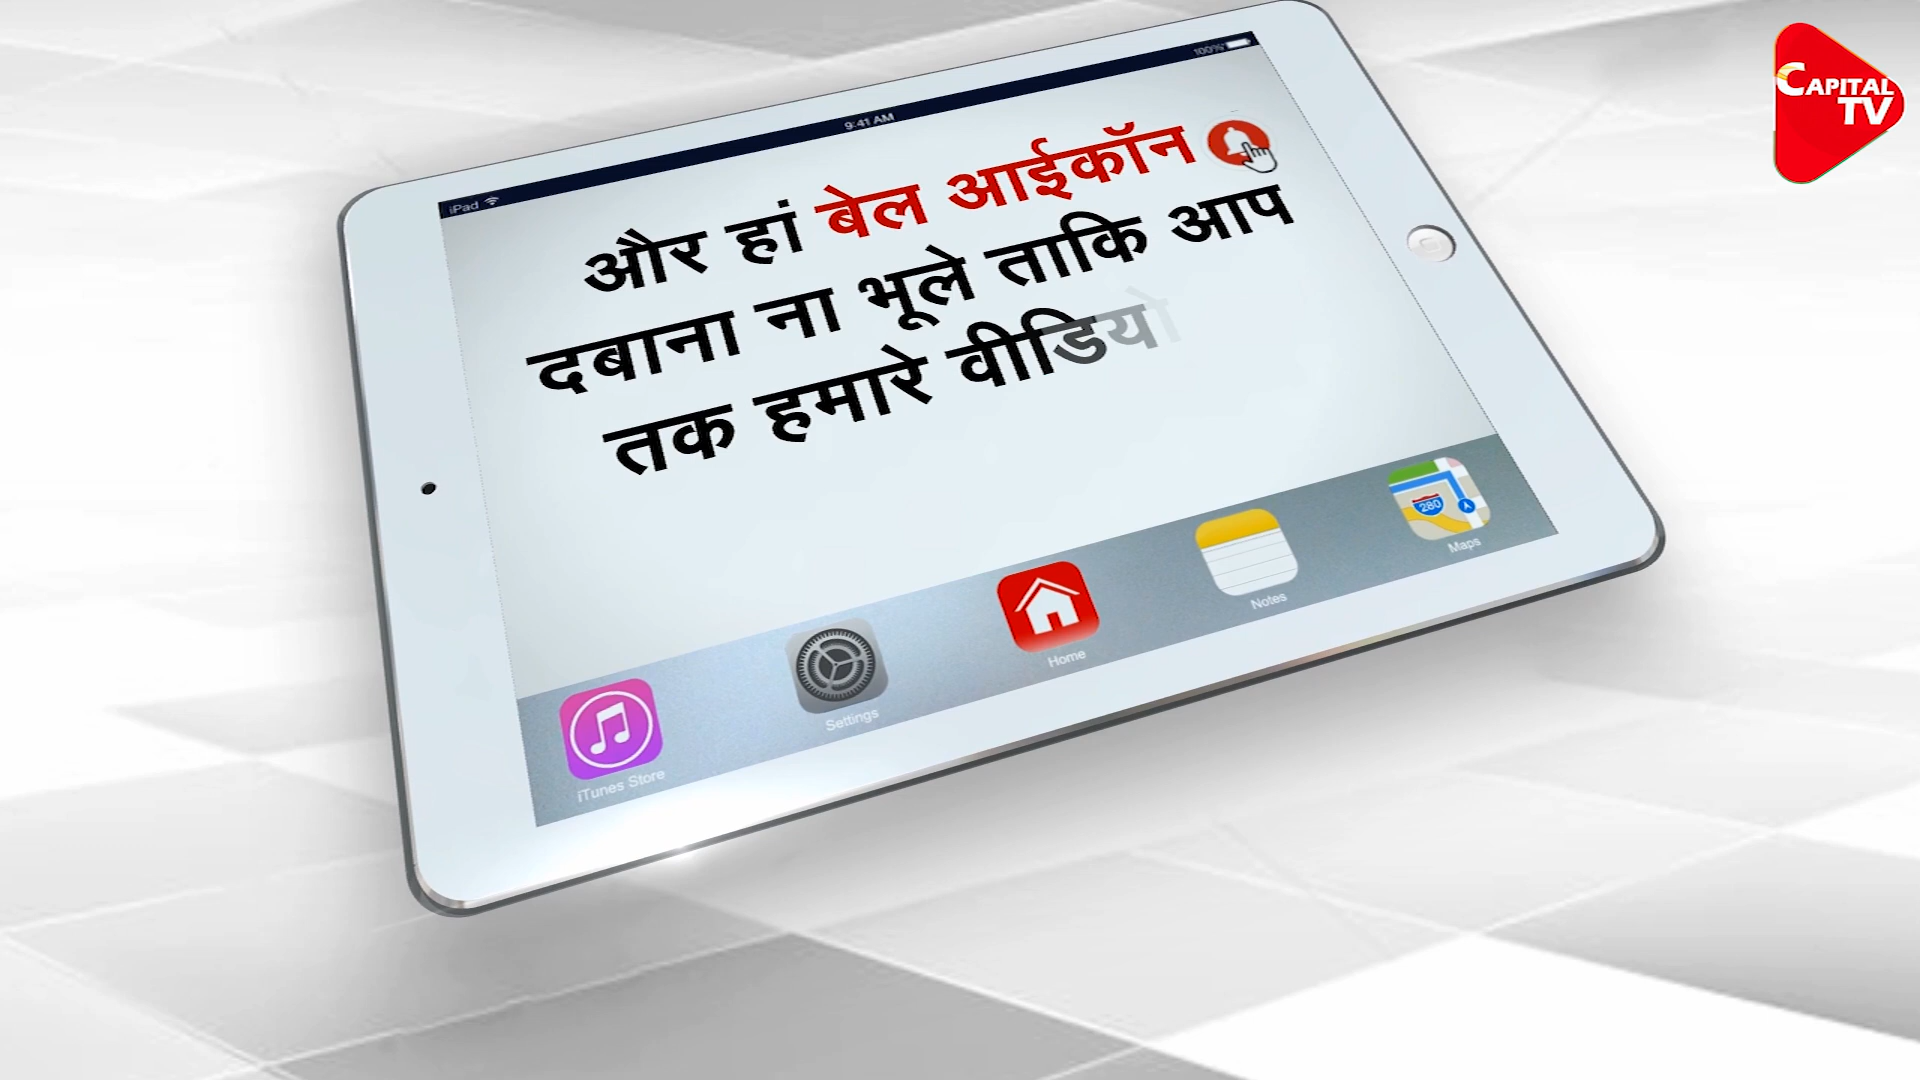 CAPITAL
TV
iPad
9:41 AM
100%
और हां बेल आईकॉन
दबाना ना भूले ताकि आप
तक हमारे वीडियो
iTunes Store
Settings
Home
Notes
280
Maps